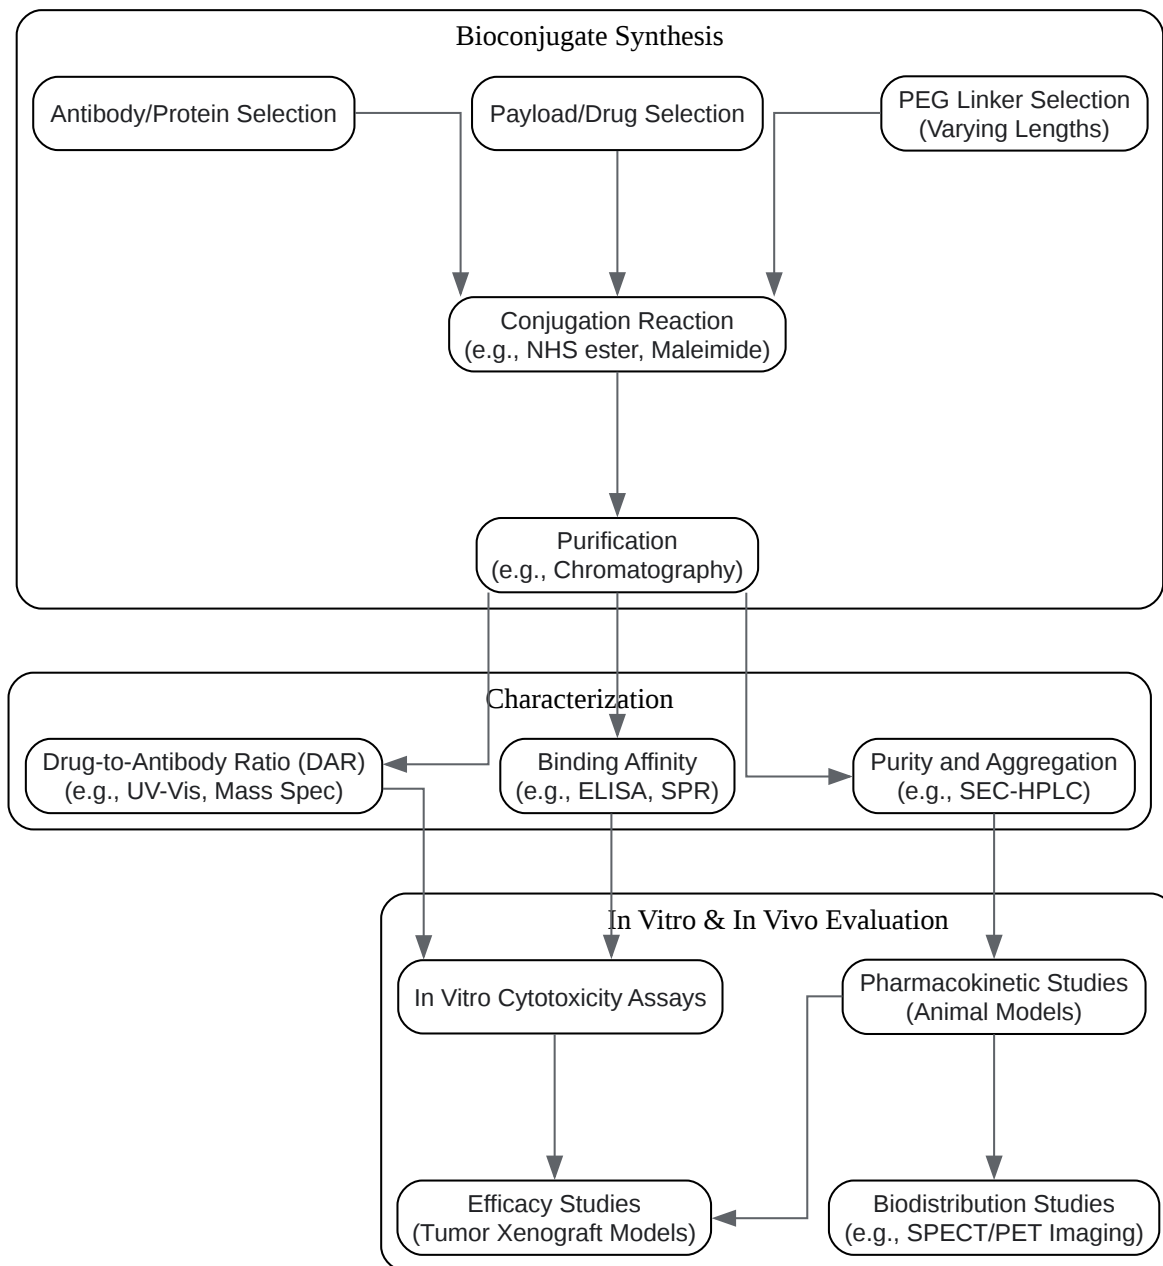 Bioconjugate Synthesis
Antibody/Protein Selection
Payload/Drug Selection
PEG Linker Selection
(Varying Lengths)
Conjugation Reaction
(e.g., NHS ester, Maleimide)
Purification
(e.g., Chromatography)
Characterization
Drug-to-Antibody Ratio (DAR)
(e.g., UV-Vis, Mass Spec)
Binding Affinity
(e.g., ELISA, SPR)
Purity and Aggregation
(e.g., SEC-HPLC)
In Vitro & In Vivo Evaluation
In Vitro Cytotoxicity Assays
Pharmacokinetic Studies
(Animal Models)
Efficacy Studies
(Tumor Xenograft Models)
Biodistribution Studies
(e.g., SPECT/PET Imaging)